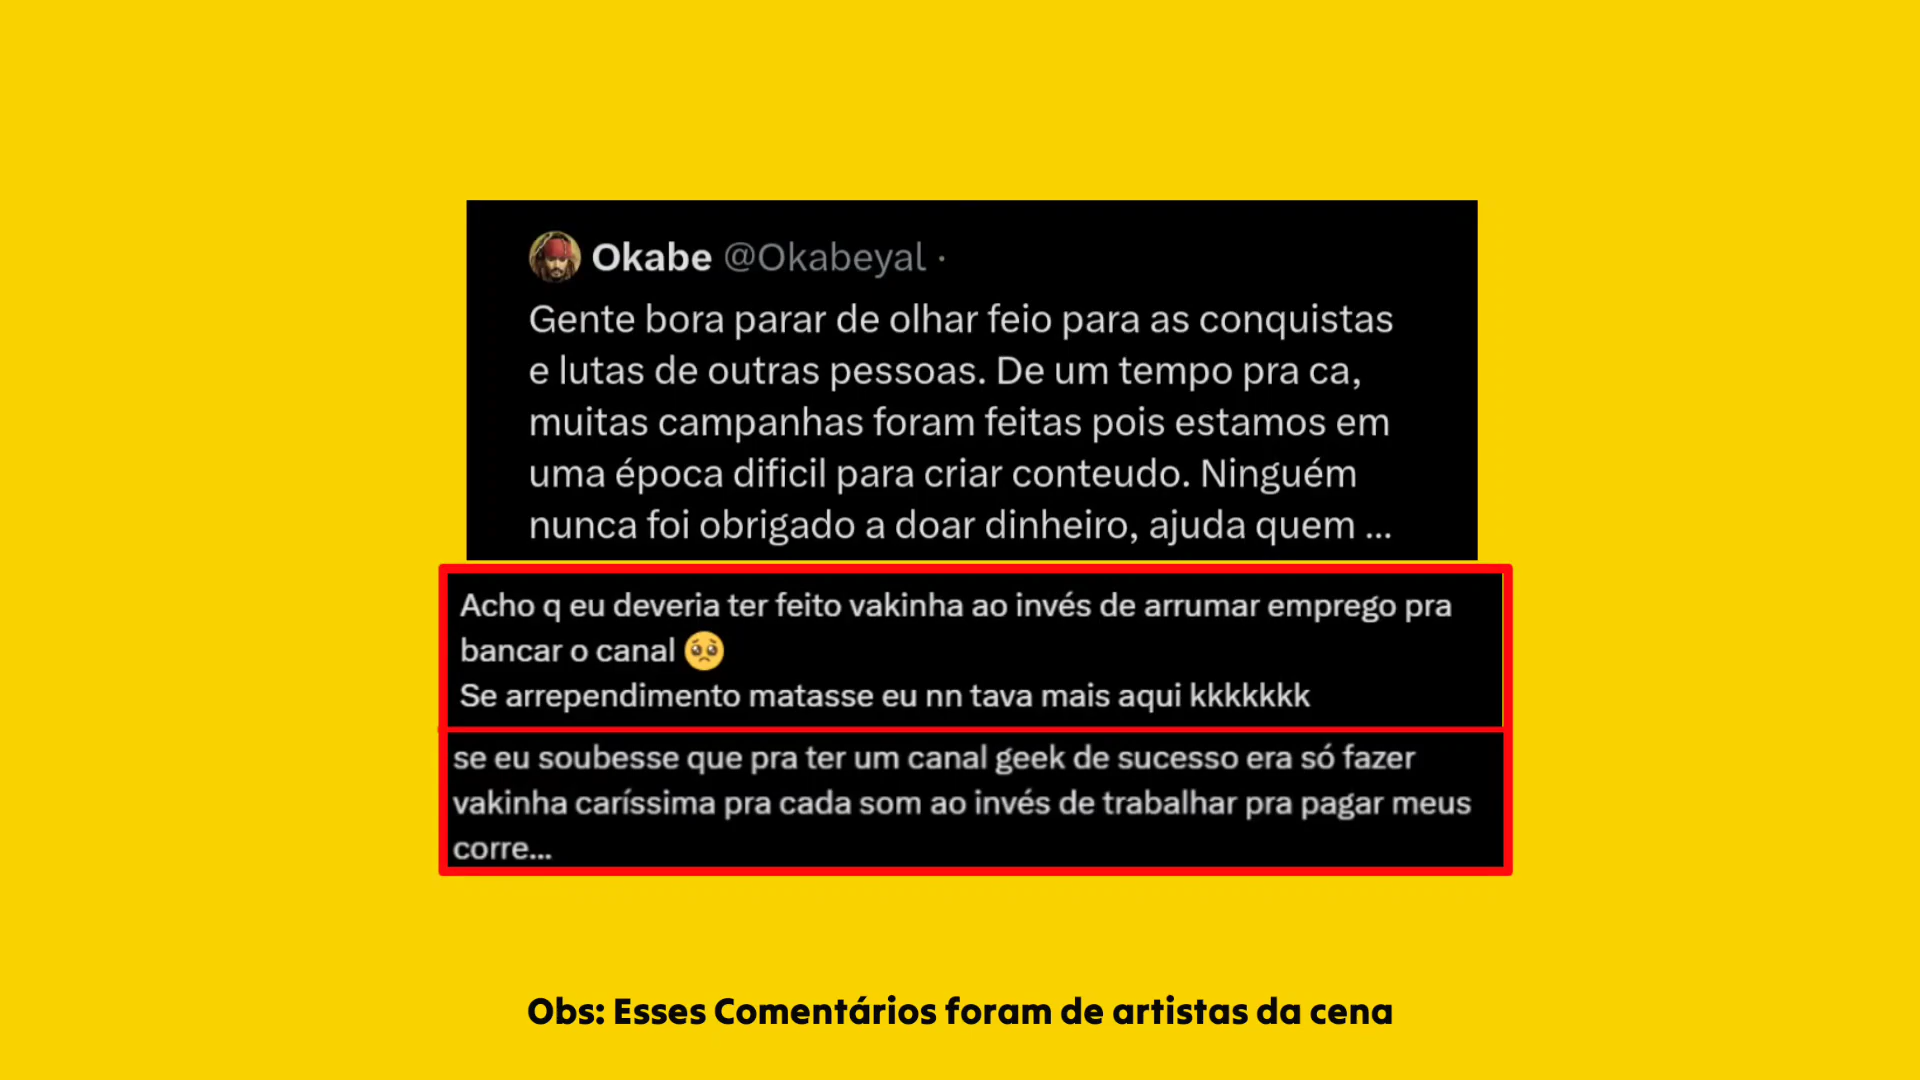 Okabe @Okabeyal ·
Gente bora parar de olhar feio para as conquistas
e lutas de outras pessoas. De um tempo pra ca,
muitas campanhas foram feitas pois estamos em
uma época dificil para criar conteudo. Ninguém
nunca foi obrigado a doar dinheiro, ajuda quem ...
Acho q eu deveria ter feito vakinha ao invés de arrumar emprego pra
bancar o canal 🥺
Se arrependimento matasse eu nn tava mais aqui kkkkkkk
se eu soubesse que pra ter um canal geek de sucesso era só fazer
vakinha caríssima pra cada som ao invés de trabalhar pra pagar meus
corre...
Obs: Esses Comentários foram de artistas da cena